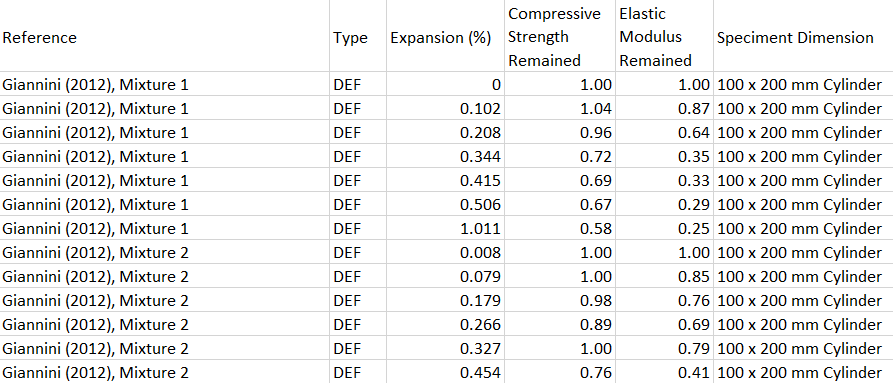 Reference Type Expansion (%) Compressive Strength Remained Elastic Modulus Remained Speciment Dimension
Giannini (2012), Mixture 1 DEF 0 1.00 1.00 100 x 200 mm Cylinder
Giannini (2012), Mixture 1 DEF 0.102 1.04 0.87 100 x 200 mm Cylinder
Giannini (2012), Mixture 1 DEF 0.208 0.96 0.64 100 x 200 mm Cylinder
Giannini (2012), Mixture 1 DEF 0.344 0.72 0.35 100 x 200 mm Cylinder
Giannini (2012), Mixture 1 DEF 0.415 0.69 0.33 100 x 200 mm Cylinder
Giannini (2012), Mixture 1 DEF 0.506 0.67 0.29 100 x 200 mm Cylinder
Giannini (2012), Mixture 1 DEF 1.011 0.58 0.25 100 x 200 mm Cylinder
Giannini (2012), Mixture 2 DEF 0.008 1.00 1.00 100 x 200 mm Cylinder
Giannini (2012), Mixture 2 DEF 0.079 1.00 0.85 100 x 200 mm Cylinder
Giannini (2012), Mixture 2 DEF 0.179 0.98 0.76 100 x 200 mm Cylinder
Giannini (2012), Mixture 2 DEF 0.266 0.89 0.69 100 x 200 mm Cylinder
Giannini (2012), Mixture 2 DEF 0.327 1.00 0.79 100 x 200 mm Cylinder
Giannini (2012), Mixture 2 DEF 0.454 0.76 0.41 100 x 200 mm Cylinder